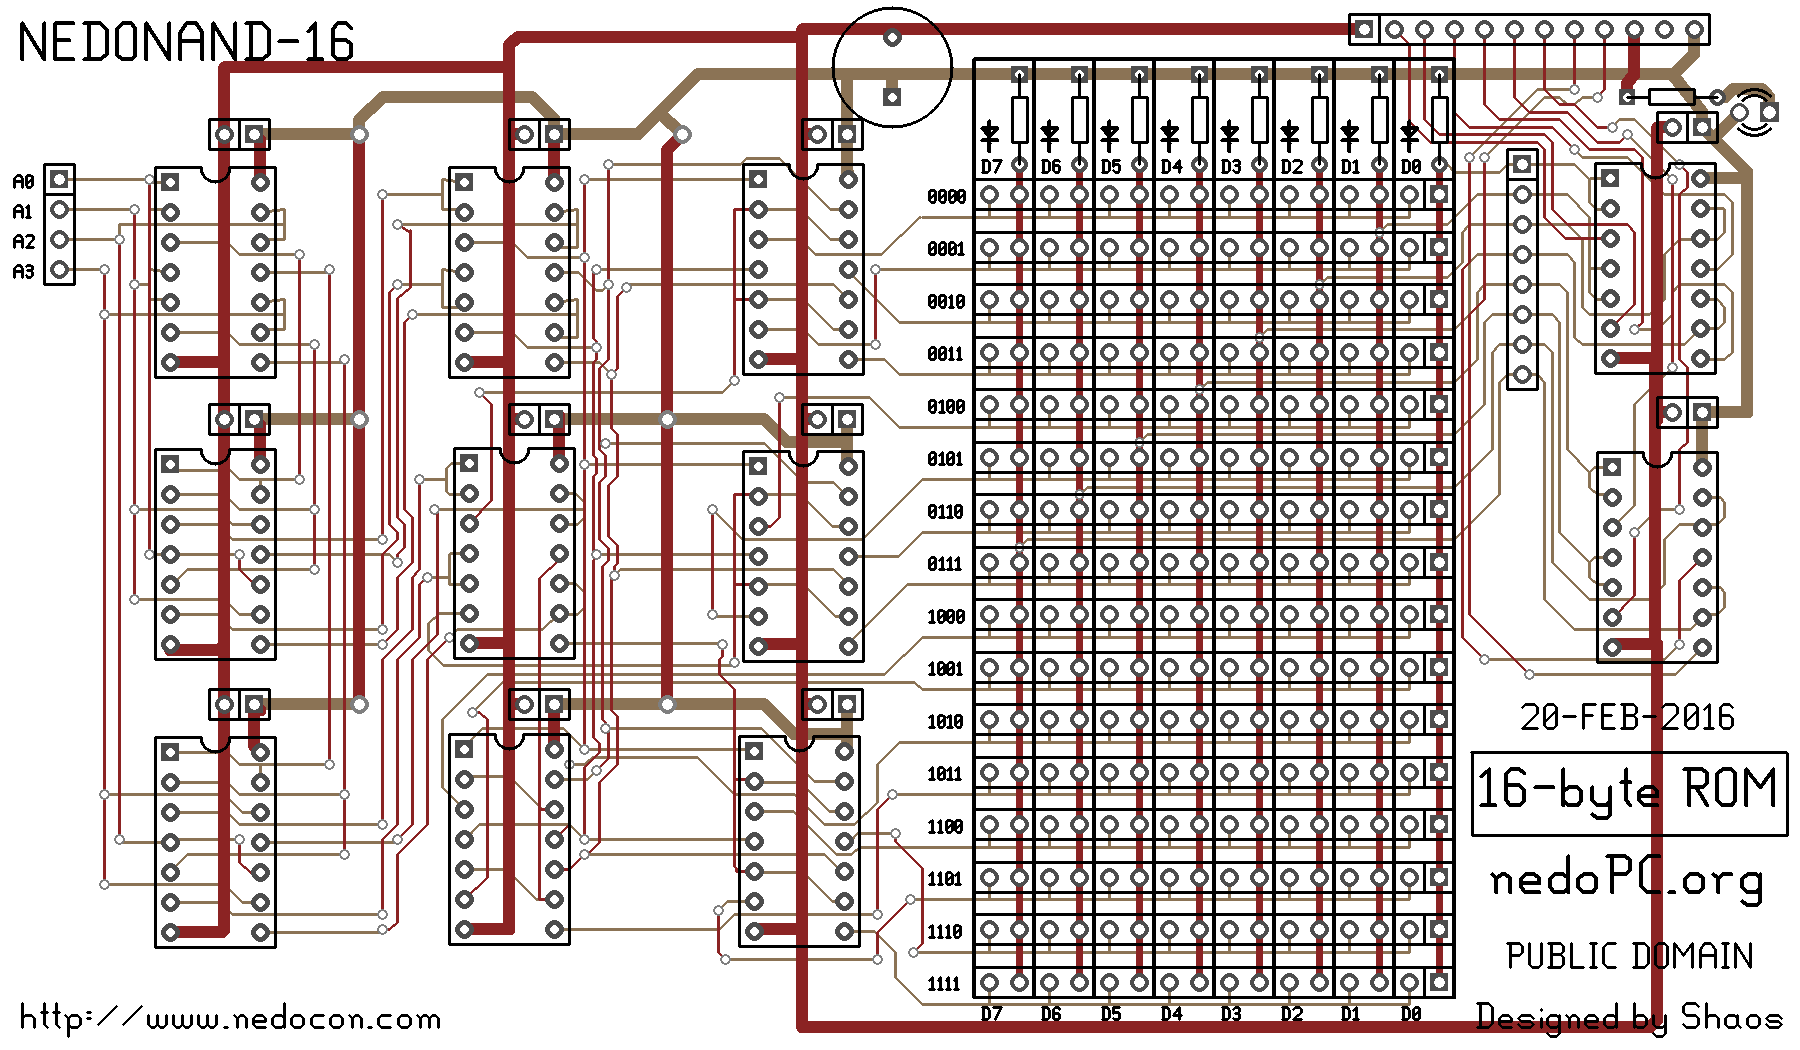 NEDONAND-16
A0
A1
A2
A3
D7 D6 D5 D4 D3 D2 D1 D0
0000
0001
0010
0011
0100
0101
0110
0111
1000
1001
1010
1011
1100
1101
1110
1111
D7 D6 D5 D4 D3 D2 D1 D0
20-FEB-2016
16-byte ROM
nedoPC.org
PUBLIC DOMAIN
Designed by Shaos
http://www.nedocon.com